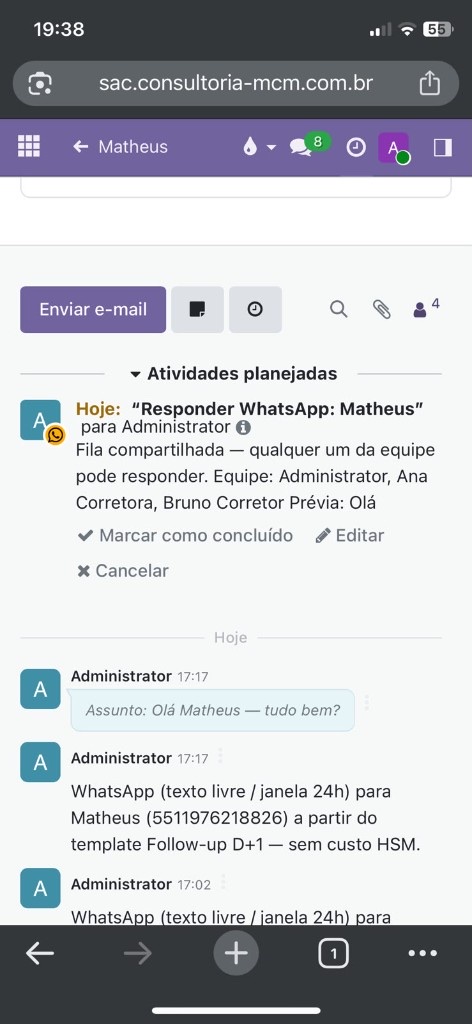 19:38
55
sac.consultoria-mcm.com.br
Matheus
8
A
Enviar e-mail
4
Atividades planejadas
A
Hoje: “Responder WhatsApp: Matheus”
para Administrator
Fila compartilhada — qualquer um da equipe
pode responder. Equipe: Administrator, Ana
Corretora, Bruno Corretor Prévia: Olá
Marcar como concluído
Editar
Cancelar
Hoje
A
Administrator 17:17
Assunto: Olá Matheus — tudo bem?
A
Administrator 17:17
WhatsApp (texto livre / janela 24h) para
Matheus (5511976218826) a partir do
template Follow-up D+1 — sem custo HSM.
A
Administrator 17:02
WhatsApp (texto livre / janela 24h) para
1